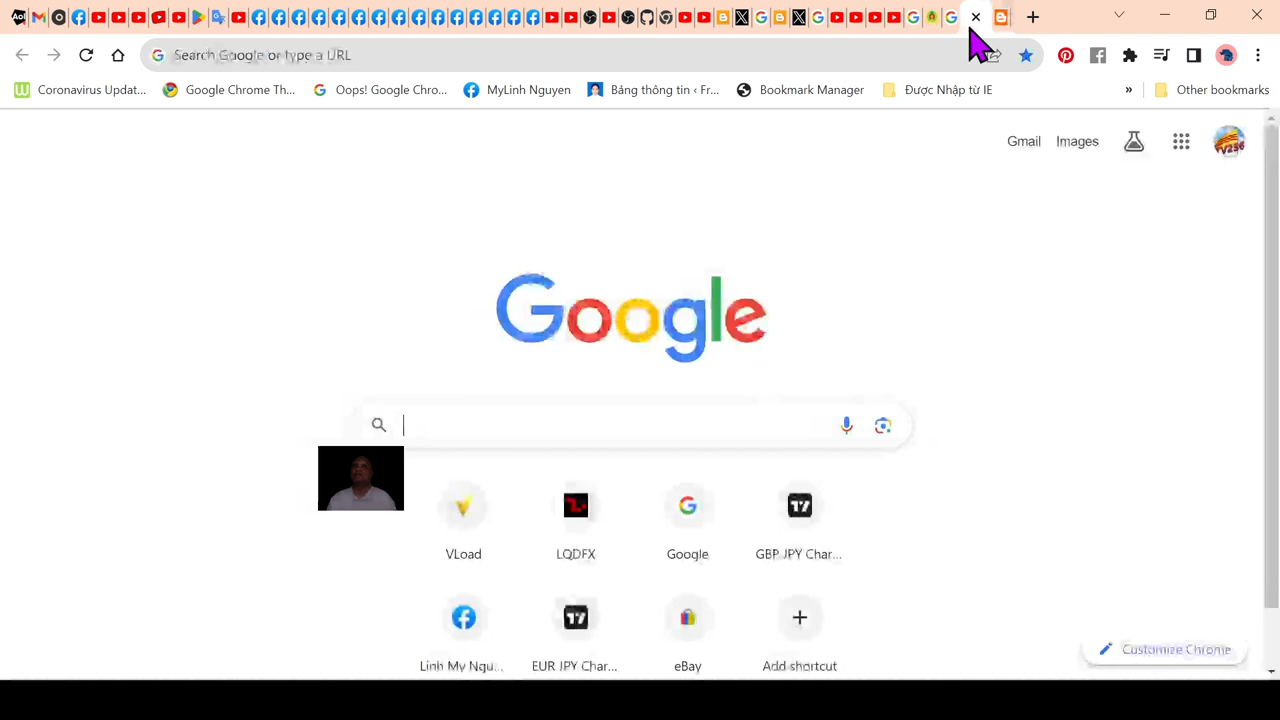 Aol
Search Google or type a URL
Coronavirus Updat...
Google Chrome Th...
Oops! Google Chro...
MyLinh Nguyen
Bảng thông tin ‹ Fr...
Bookmark Manager
Được Nhập từ IE
»
Other bookmarks
Gmail
Images
Google
VLoad
LQDFX
Google
GBP JPY Char...
Linh My Ngu...
EUR JPY Char...
eBay
Add shortcut
Customize Chrome